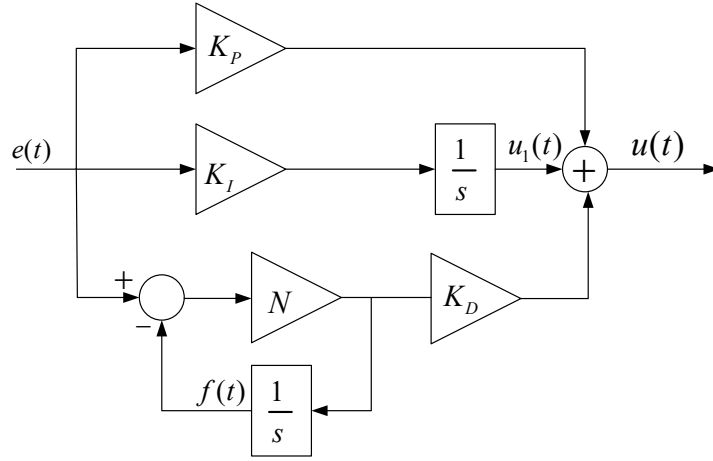 K_P
e(t)
K_I
1/s
u_1(t)
+
u(t)
+
−
N
K_D
f(t)
1/s